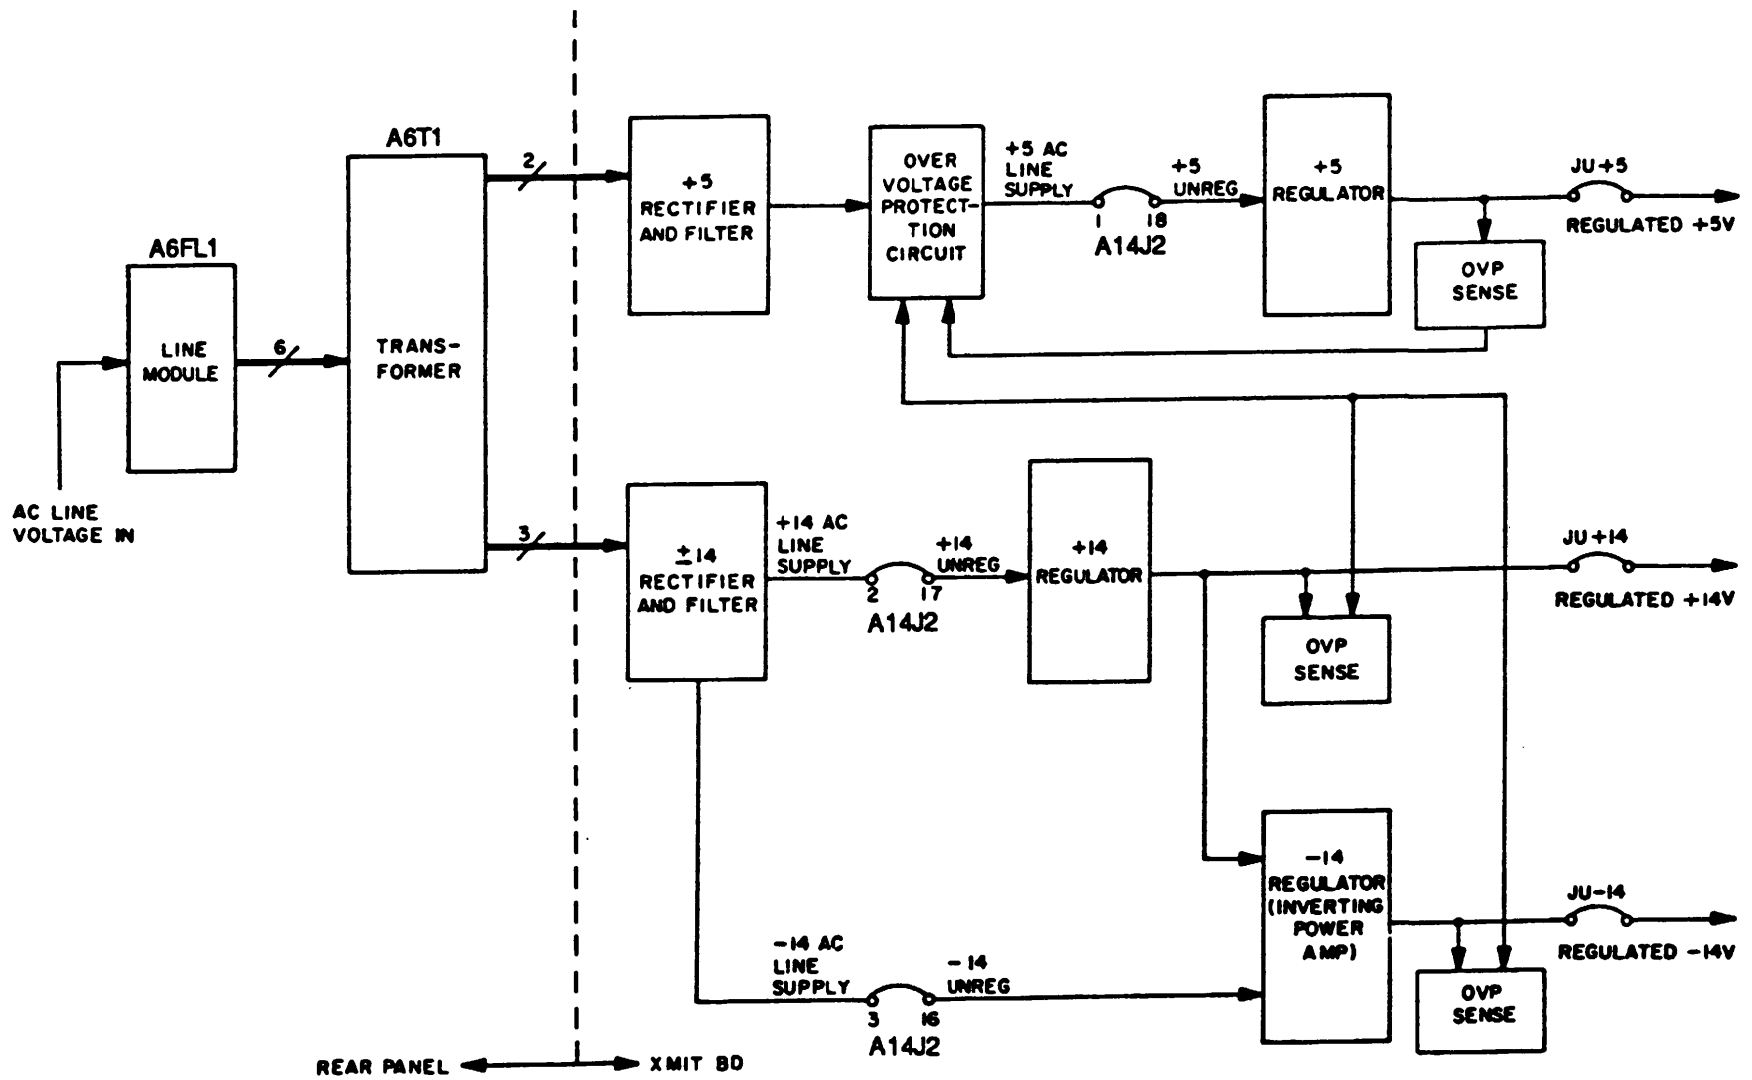 A6T1
A6FL1
AC LINE
VOLTAGE IN
LINE
MODULE
6
TRANS-
FORMER
2
3
+5
RECTIFIER
AND FILTER
OVER
VOLTAGE
PROTECT-
TION
CIRCUIT
+5 AC
LINE
SUPPLY
1
18
A14J2
+5
UNREG
+5
REGULATOR
JU+5
REGULATED +5V
OVP
SENSE
±14
RECTIFIER
AND FILTER
+14 AC
LINE
SUPPLY
2
17
A14J2
+14
UNREG
+14
REGULATOR
JU+14
REGULATED +14V
OVP
SENSE
-14 AC
LINE
SUPPLY
3
16
A14J2
-14
UNREG
-14
REGULATOR
(INVERTING
POWER
AMP)
JU-14
REGULATED -14V
OVP
SENSE
REAR PANEL
XMIT BD